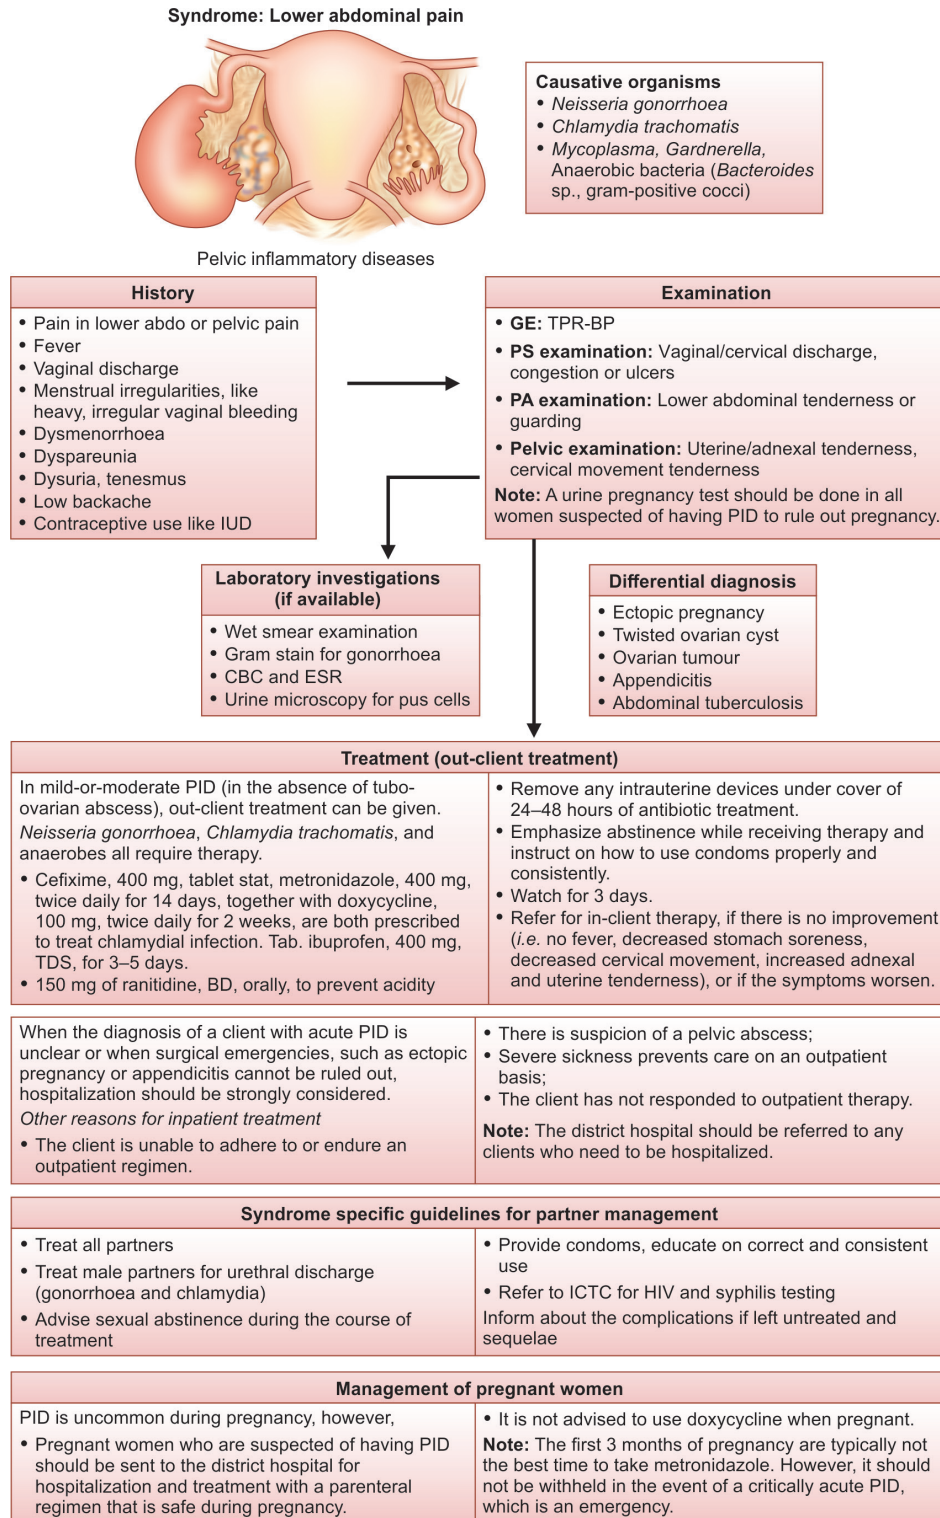 Syndrome: Lower abdominal pain
Causative organisms
• Neisseria gonorrhoea
• Chlamydia trachomatis
• Mycoplasma, Gardnerella,
Anaerobic bacteria (Bacteroides
sp., gram-positive cocci)
Pelvic inflammatory diseases
History
• Pain in lower abdo or pelvic pain
• Fever
• Vaginal discharge
• Menstrual irregularities, like
heavy, irregular vaginal bleeding
• Dysmenorrhoea
• Dyspareunia
• Dysuria, tenesmus
• Low backache
• Contraceptive use like IUD
Examination
• GE: TPR-BP
• PS examination: Vaginal/cervical discharge,
congestion or ulcers
• PA examination: Lower abdominal tenderness or
guarding
• Pelvic examination: Uterine/adnexal tenderness,
cervical movement tenderness
Note: A urine pregnancy test should be done in all
women suspected of having PID to rule out pregnancy.
Laboratory investigations
(if available)
• Wet smear examination
• Gram stain for gonorrhoea
• CBC and ESR
• Urine microscopy for pus cells
Differential diagnosis
• Ectopic pregnancy
• Twisted ovarian cyst
• Ovarian tumour
• Appendicitis
• Abdominal tuberculosis
Treatment (out-client treatment)
In mild-or-moderate PID (in the absence of tubo-
ovarian abscess), out-client treatment can be given.
Neisseria gonorrhoea, Chlamydia trachomatis, and
anaerobes all require therapy.
• Cefixime, 400 mg, tablet stat, metronidazole, 400 mg,
twice daily for 14 days, together with doxycycline,
100 mg, twice daily for 2 weeks, are both prescribed
to treat chlamydial infection. Tab. ibuprofen, 400 mg,
TDS, for 3–5 days.
• 150 mg of ranitidine, BD, orally, to prevent acidity
• Remove any intrauterine devices under cover of
24–48 hours of antibiotic treatment.
• Emphasize abstinence while receiving therapy and
instruct on how to use condoms properly and
consistently.
• Watch for 3 days.
• Refer for in-client therapy, if there is no improvement
(i.e. no fever, decreased stomach soreness,
decreased cervical movement, increased adnexal
and uterine tenderness), or if the symptoms worsen.
When the diagnosis of a client with acute PID is
unclear or when surgical emergencies, such as ectopic
pregnancy or appendicitis cannot be ruled out,
hospitalization should be strongly considered.
Other reasons for inpatient treatment
• The client is unable to adhere to or endure an
outpatient regimen.
• There is suspicion of a pelvic abscess;
• Severe sickness prevents care on an outpatient
basis;
• The client has not responded to outpatient therapy.
Note: The district hospital should be referred to any
clients who need to be hospitalized.
Syndrome specific guidelines for partner management
• Treat all partners
• Treat male partners for urethral discharge
(gonorrhoea and chlamydia)
• Advise sexual abstinence during the course of
treatment
• Provide condoms, educate on correct and consistent
use
• Refer to ICTC for HIV and syphilis testing
Inform about the complications if left untreated and
sequelae
Management of pregnant women
PID is uncommon during pregnancy, however,
• Pregnant women who are suspected of having PID
should be sent to the district hospital for
hospitalization and treatment with a parenteral
regimen that is safe during pregnancy.
• It is not advised to use doxycycline when pregnant.
Note: The first 3 months of pregnancy are typically not
the best time to take metronidazole. However, it should
not be withheld in the event of a critically acute PID,
which is an emergency.